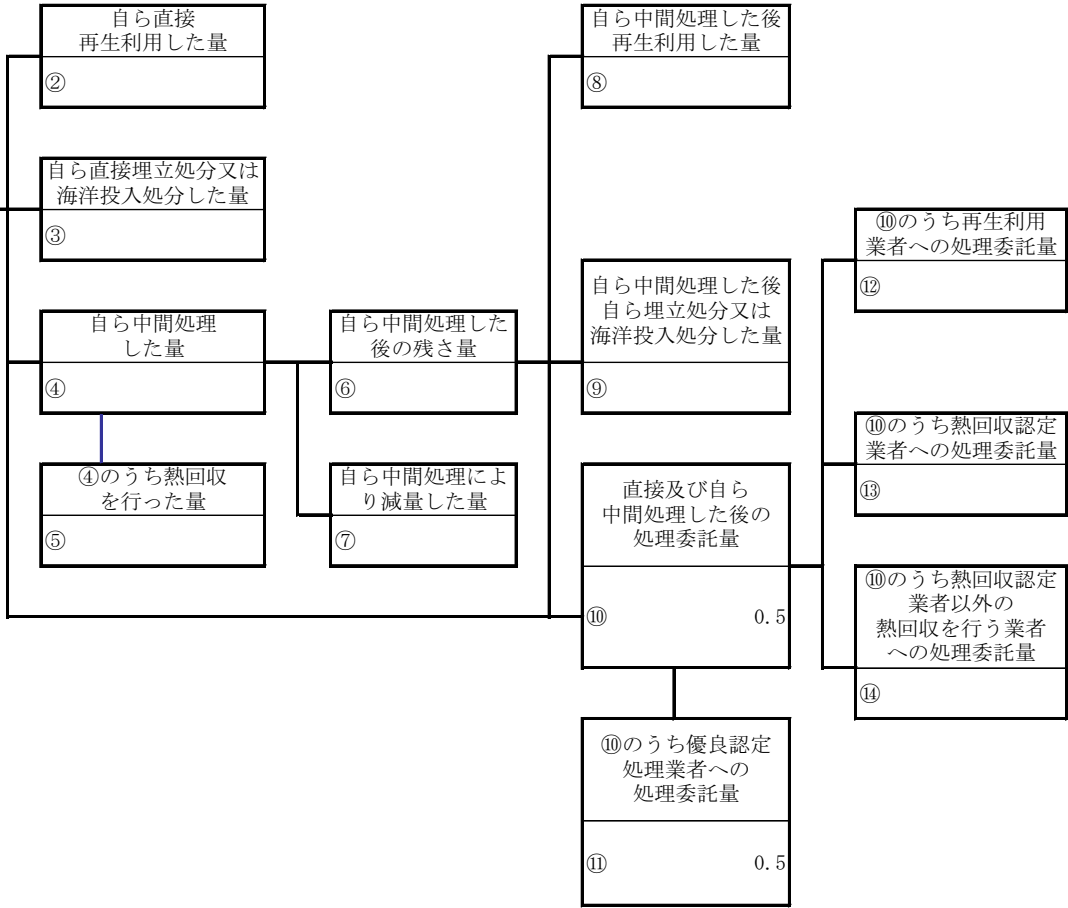 自ら直接
再生利用した量
②
自ら直接埋立処分又は
海洋投入処分した量
③
自ら中間処理
した量
④
④のうち熱回収
を行った量
⑤
自ら中間処理した
後の残さ量
⑥
自ら中間処理によ
り減量した量
⑦
自ら中間処理した後
再生利用した量
⑧
自ら中間処理した後
自ら埋立処分又は
海洋投入処分した量
⑨
直接及び自ら
中間処理した後の
処理委託量
⑩ 0.5
⑩のうち優良認定
処理業者への
処理委託量
⑪ 0.5
⑩のうち再生利用
業者への処理委託量
⑫
⑩のうち熱回収認定
業者への処理委託量
⑬
⑩のうち熱回収認定
業者以外の
熱回収を行う業者
への処理委託量
⑭